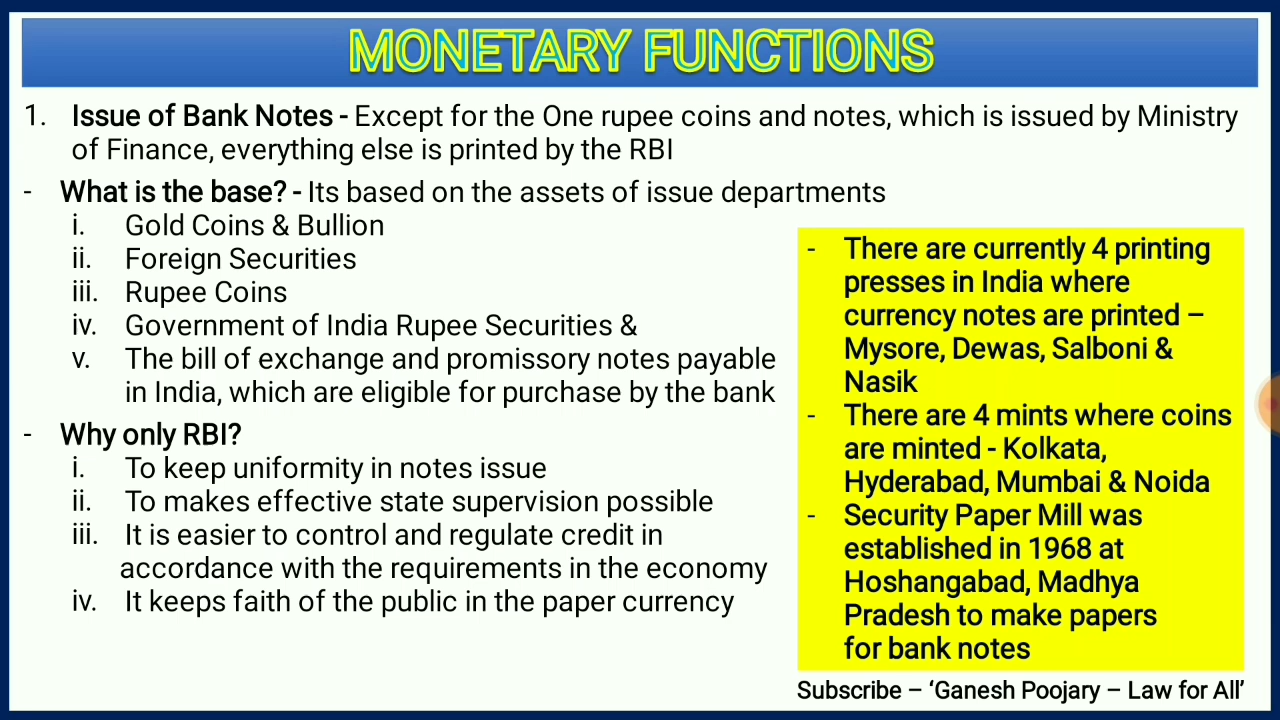 MONETARY FUNCTIONS
1. Issue of Bank Notes - Except for the One rupee coins and notes, which is issued by Ministry
of Finance, everything else is printed by the RBI
- What is the base? - Its based on the assets of issue departments
i. Gold Coins & Bullion
ii. Foreign Securities
iii. Rupee Coins
iv. Government of India Rupee Securities &
v. The bill of exchange and promissory notes payable
in India, which are eligible for purchase by the bank
- Why only RBI?
i. To keep uniformity in notes issue
ii. To makes effective state supervision possible
iii. It is easier to control and regulate credit in
accordance with the requirements in the economy
iv. It keeps faith of the public in the paper currency
- There are currently 4 printing
presses in India where
currency notes are printed –
Mysore, Dewas, Salboni &
Nasik
- There are 4 mints where coins
are minted - Kolkata,
Hyderabad, Mumbai & Noida
- Security Paper Mill was
established in 1968 at
Hoshangabad, Madhya
Pradesh to make papers
for bank notes
Subscribe – ‘Ganesh Poojary – Law for All’